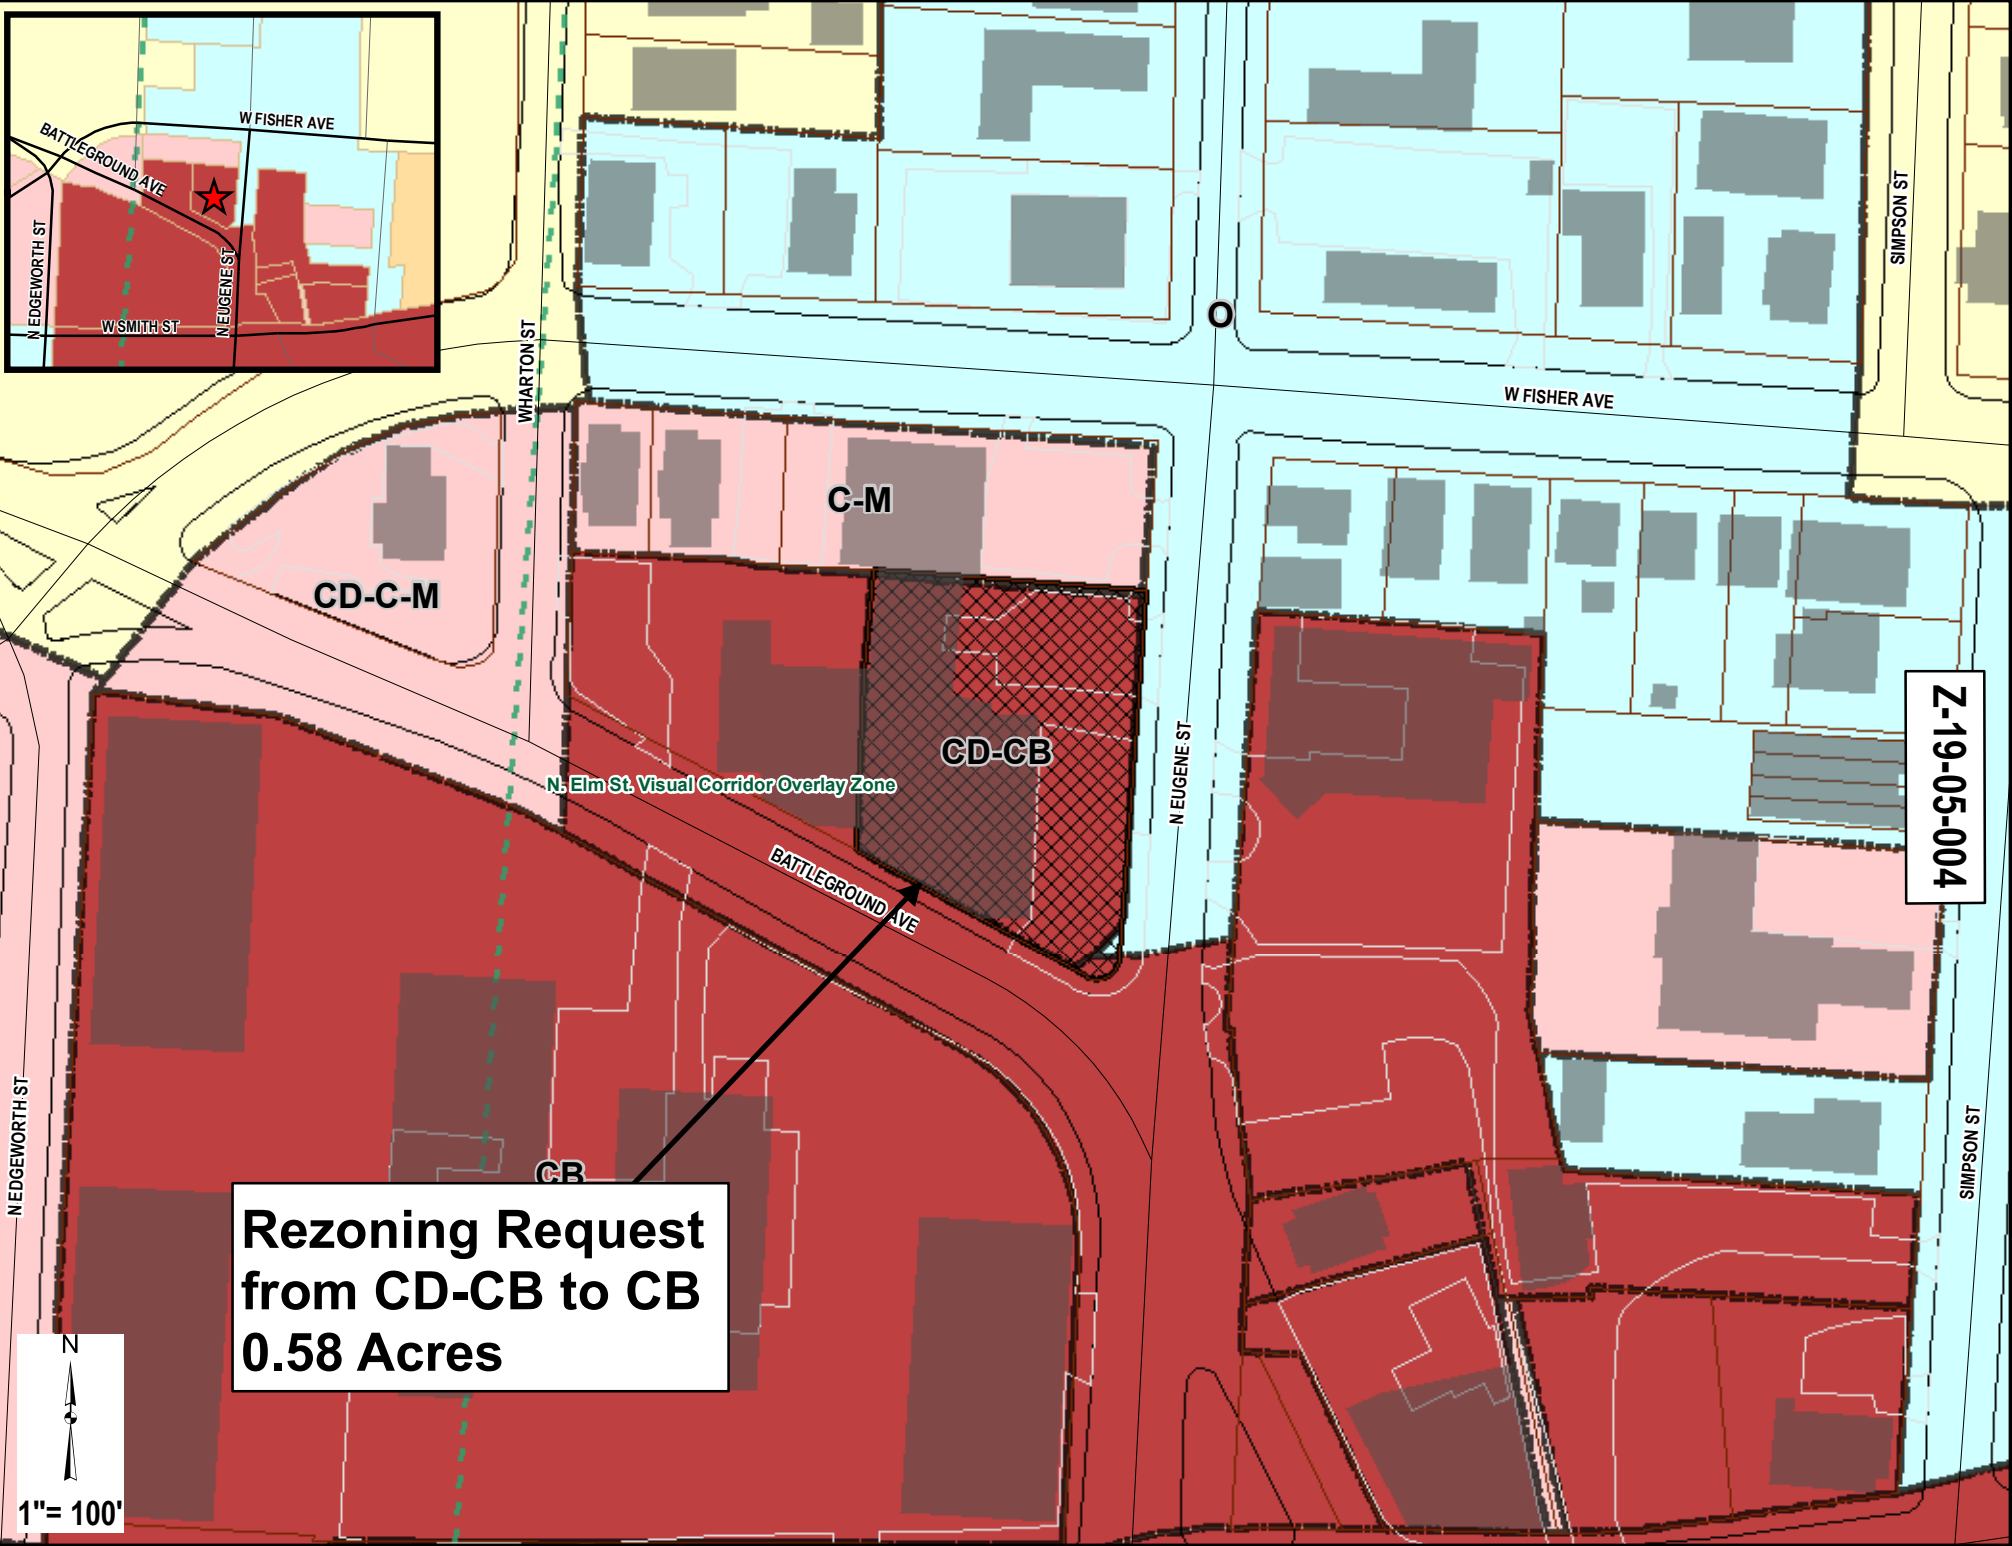 W FISHER AVE
BATTLEGROUND AVE
N EDGEWORTH ST
N EUGENE ST
W SMITH ST
WHARTON ST
O
SIMPSON ST
W FISHER AVE
C-M
CD-C-M
CD-CB
N EUGENE ST
N. Elm St. Visual Corridor Overlay Zone
BATTLEGROUND AVE
Z-19-05-004
N EDGEWORTH ST
SIMPSON ST
CB
Rezoning Request
from CD-CB to CB
0.58 Acres
N
1"= 100'